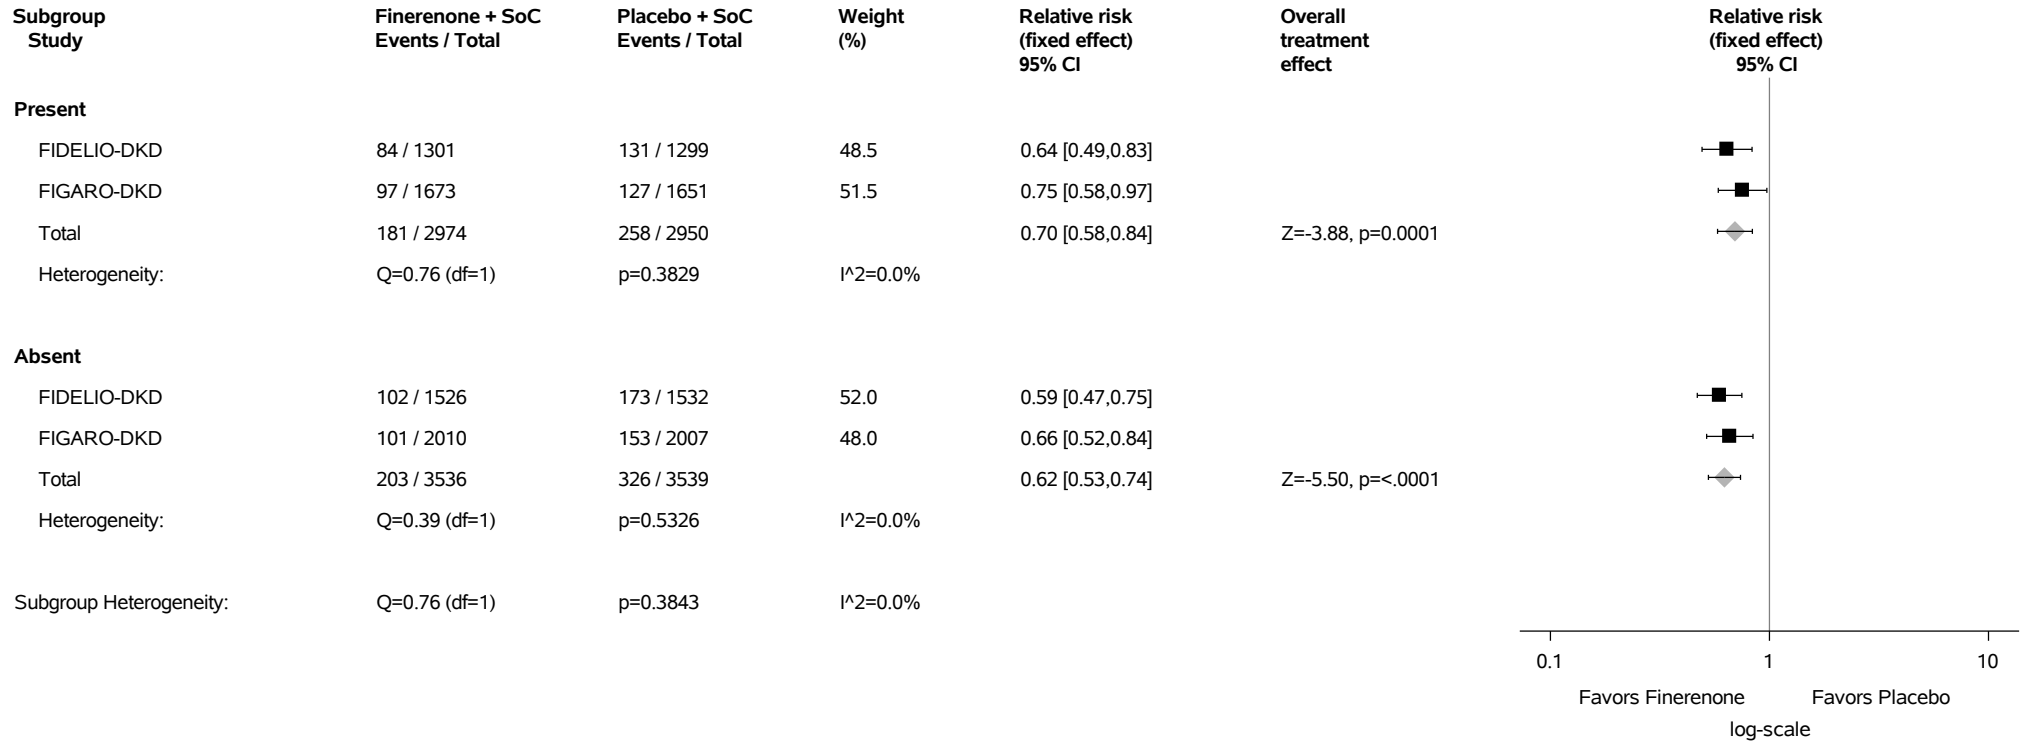 Subgroup Finerenone + SoC Placebo + SoC Weight Relative risk Overall Relative risk
Study Events / Total Events / Total (%) (fixed effect) treatment (fixed effect)
95% CI effect 95% CI
Present
FIDELIO-DKD 84 / 1301 131 / 1299 48.5 0.64 [0.49,0.83]
FIGARO-DKD 97 / 1673 127 / 1651 51.5 0.75 [0.58,0.97]
Total 181 / 2974 258 / 2950 0.70 [0.58,0.84] Z=-3.88, p=0.0001
Heterogeneity: Q=0.76 (df=1) p=0.3829 I^2=0.0%
Absent
FIDELIO-DKD 102 / 1526 173 / 1532 52.0 0.59 [0.47,0.75]
FIGARO-DKD 101 / 2010 153 / 2007 48.0 0.66 [0.52,0.84]
Total 203 / 3536 326 / 3539 0.62 [0.53,0.74] Z=-5.50, p=<.0001
Heterogeneity: Q=0.39 (df=1) p=0.5326 I^2=0.0%
Subgroup Heterogeneity: Q=0.76 (df=1) p=0.3843 I^2=0.0%
0.1 1 10
Favors Finerenone Favors Placebo
log-scale